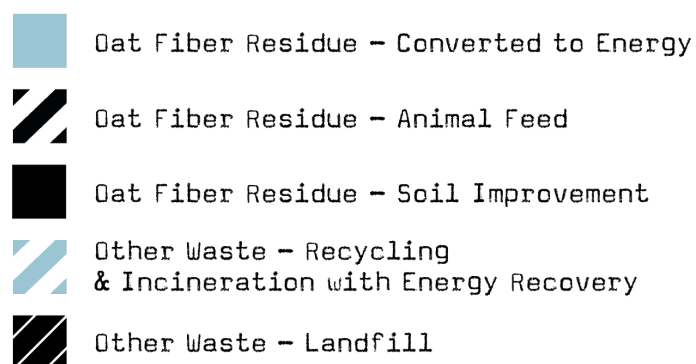 Oat Fiber Residue – Converted to Energy
Oat Fiber Residue – Animal Feed
Oat Fiber Residue – Soil Improvement
Other Waste – Recycling
& Incineration with Energy Recovery
Other Waste – Landfill